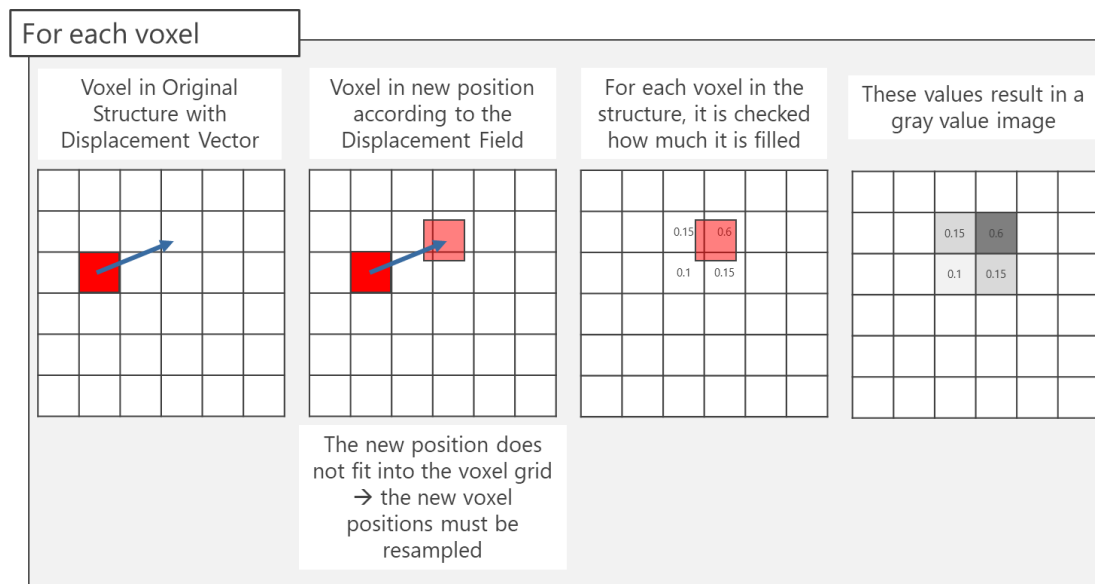 For each voxel
Voxel in Original
Structure with
Displacement Vector
Voxel in new position
according to the
Displacement Field
For each voxel in the
structure, it is checked
how much it is filled
These values result in a
gray value image
0.15 0.6
0.1 0.15
0.15 0.6
0.1 0.15
The new position does
not fit into the voxel grid
→ the new voxel
positions must be
resampled